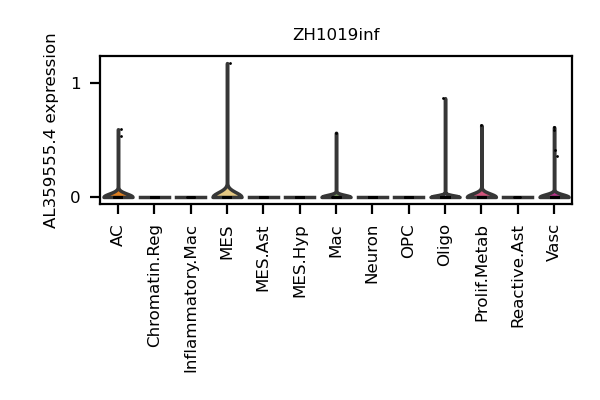 ZH1019inf
AL359555.4 expression
1
0
AC
Chromatin.Reg
Inflammatory.Mac
MES
MES.Ast
MES.Hyp
Mac
Neuron
OPC
Oligo
Prolif.Metab
Reactive.Ast
Vasc